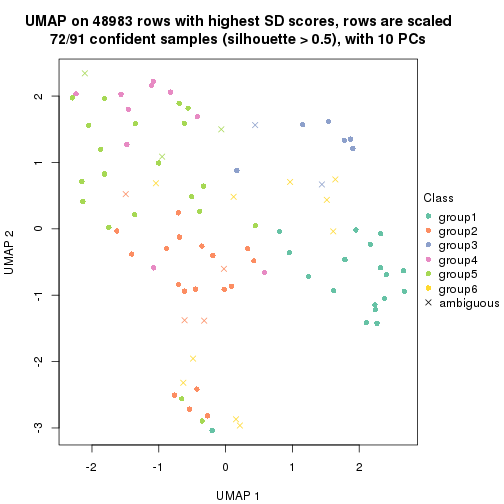 UMAP on 48983 rows with highest SD scores, rows are scaled
72/91 confident samples (silhouette > 0.5), with 10 PCs
2
1
0
-1
-2
-3
UMAP 2
-2
-1
0
1
2
UMAP 1
Class
group1
group2
group3
group4
group5
group6
ambiguous